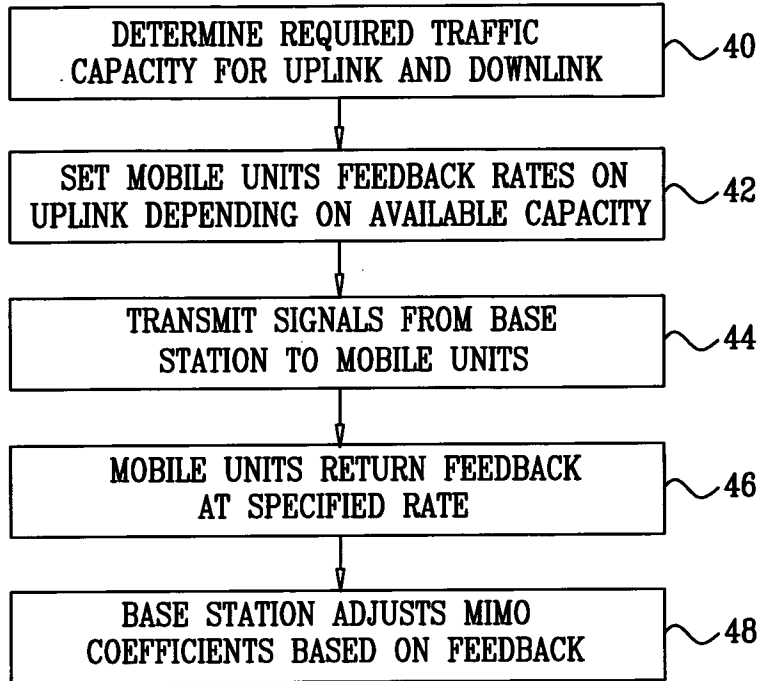 DETERMINE REQUIRED TRAFFIC
CAPACITY FOR UPLINK AND DOWNLINK
40
SET MOBILE UNITS FEEDBACK RATES ON
UPLINK DEPENDING ON AVAILABLE CAPACITY
42
TRANSMIT SIGNALS FROM BASE
STATION TO MOBILE UNITS
44
MOBILE UNITS RETURN FEEDBACK
AT SPECIFIED RATE
46
BASE STATION ADJUSTS MIMO
COEFFICIENTS BASED ON FEEDBACK
48